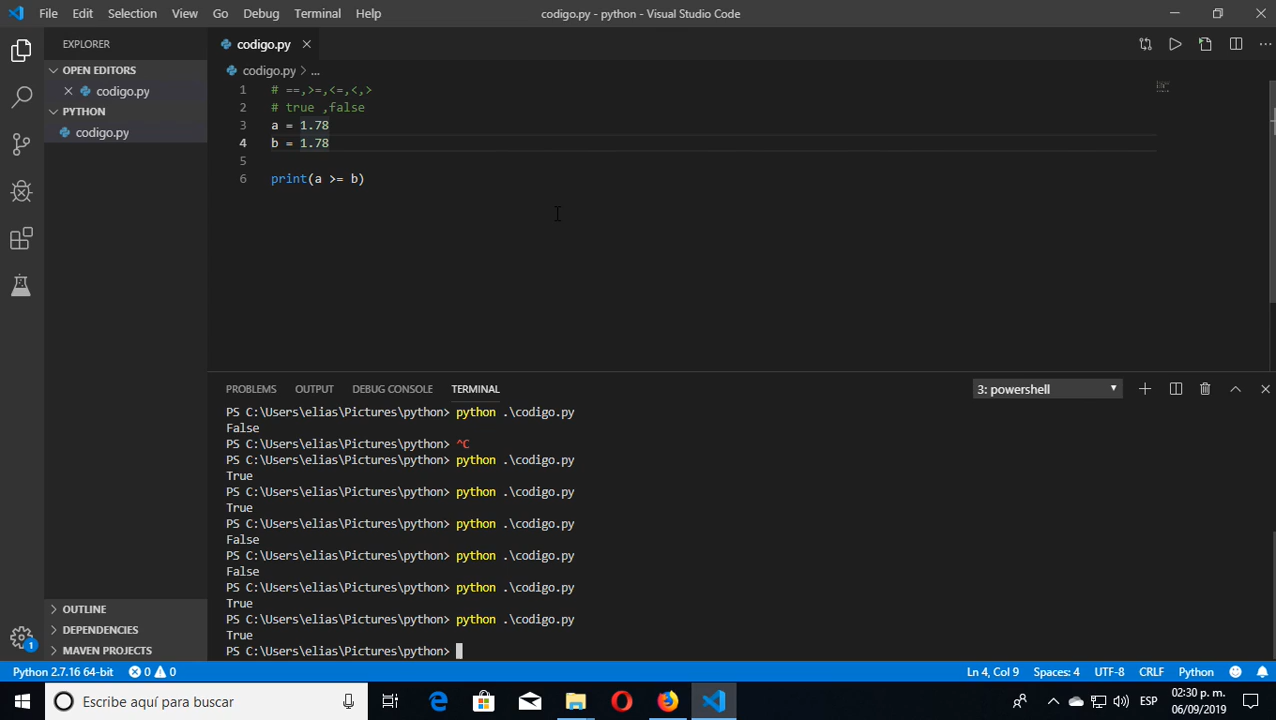 File Edit Selection View Go Debug Terminal Help codigo.py - python - Visual Studio Code
EXPLORER
OPEN EDITORS
codigo.py
PYTHON
codigo.py
OUTLINE
DEPENDENCIES
MAVEN PROJECTS
codigo.py
codigo.py > ...
1 # ==,>=,<=,<,>
2 # true ,false
3 a = 1.78
4 b = 1.78
5
6 print(a >= b)
PROBLEMS OUTPUT DEBUG CONSOLE TERMINAL 3: powershell
PS C:\Users\elias\Pictures\python> python .\codigo.py
False
PS C:\Users\elias\Pictures\python> ^C
PS C:\Users\elias\Pictures\python> python .\codigo.py
True
PS C:\Users\elias\Pictures\python> python .\codigo.py
True
PS C:\Users\elias\Pictures\python> python .\codigo.py
False
PS C:\Users\elias\Pictures\python> python .\codigo.py
False
PS C:\Users\elias\Pictures\python> python .\codigo.py
True
PS C:\Users\elias\Pictures\python> python .\codigo.py
True
PS C:\Users\elias\Pictures\python>
1
Python 2.7.16 64-bit 0 0 Ln 4, Col 9 Spaces: 4 UTF-8 CRLF Python
Escribe aquí para buscar ESP 02:30 p. m.
06/09/2019